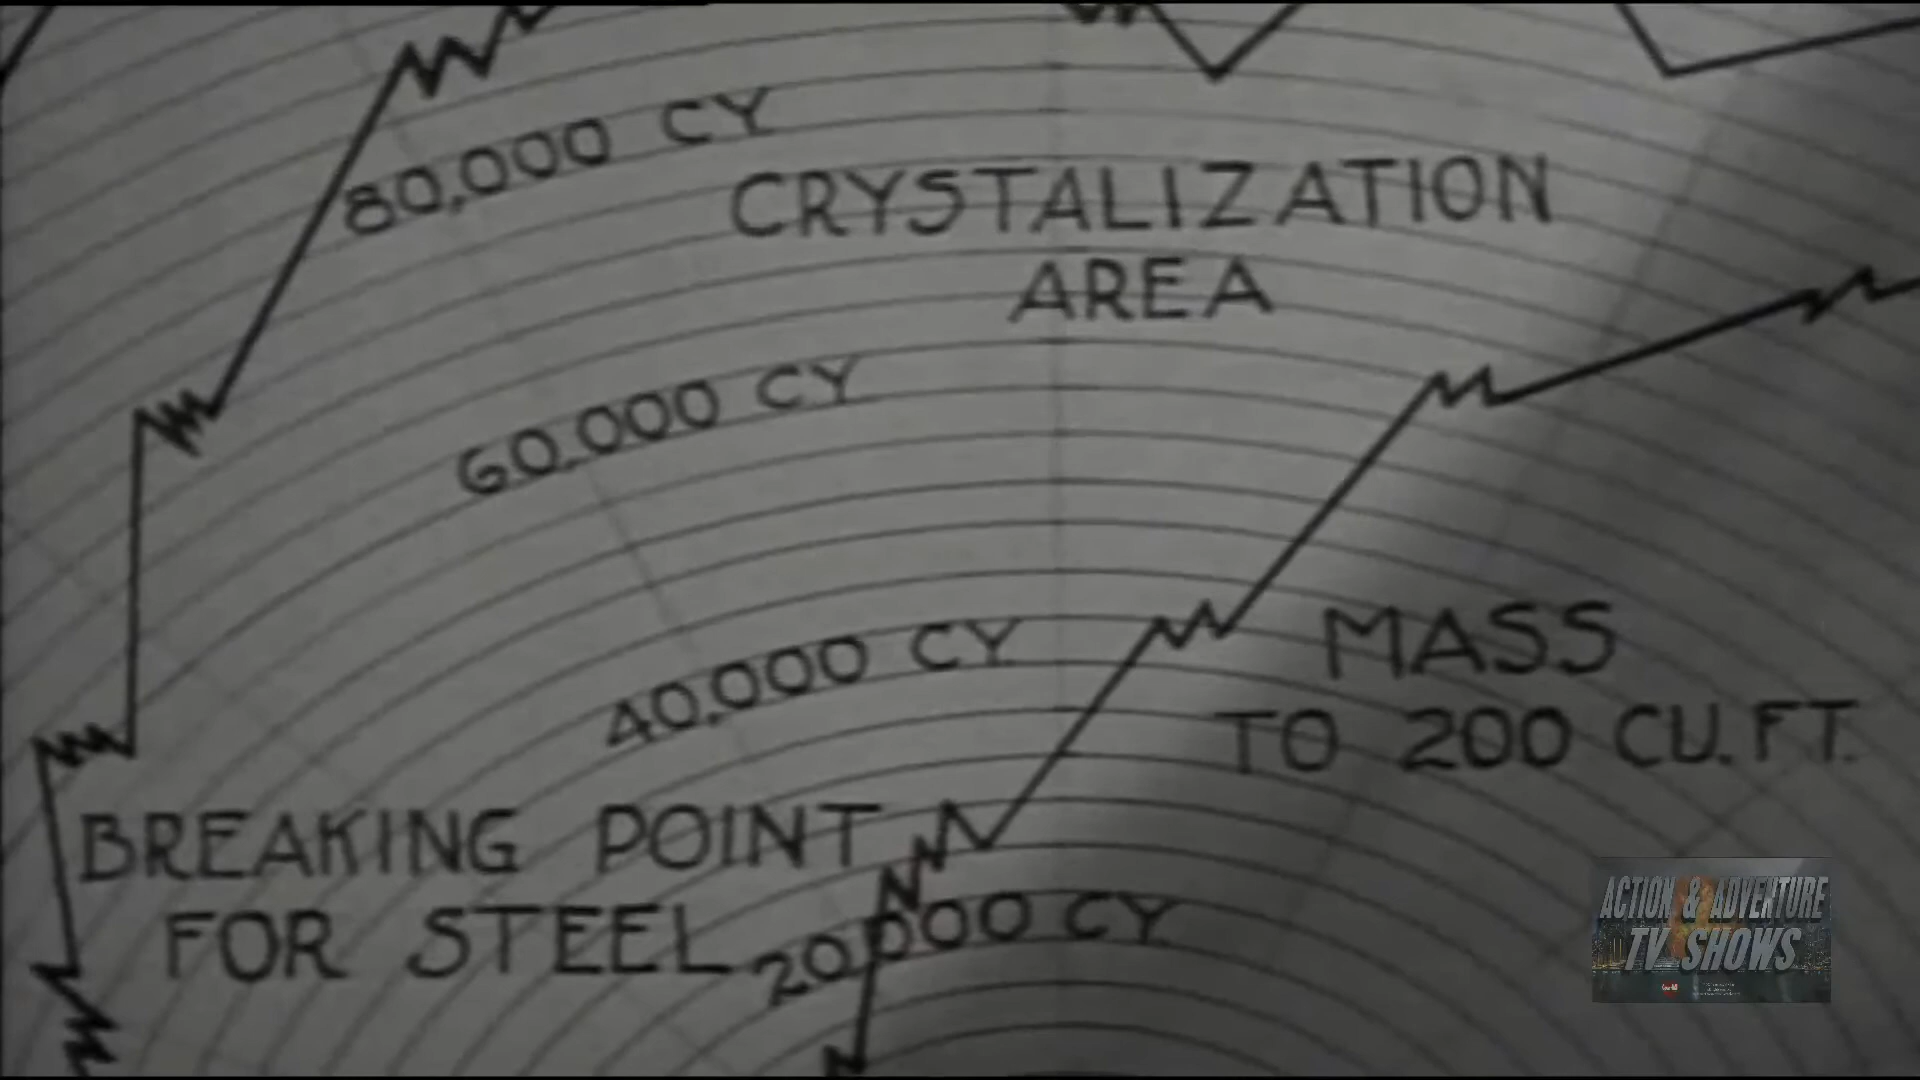 80,000 CY
CRYSTALIZATION
AREA
60,000 CY
40,000 CY
MASS
TO 200 CU. FT.
BREAKING POINT
FOR STEEL
20,000 CY
ACTION & ADVENTURE
TV SHOWS